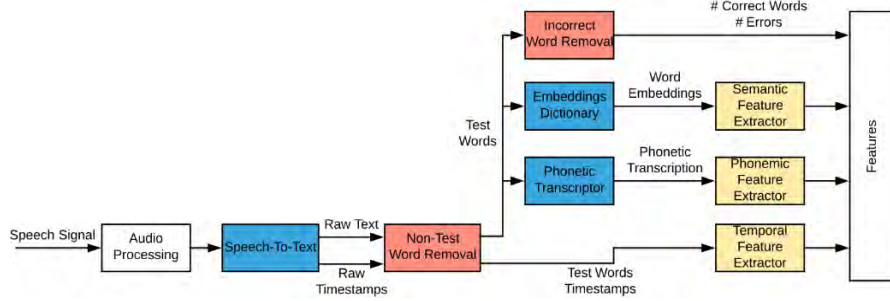 Speech Signal
Audio
Processing
Speech-To-Text
Raw Text
Raw
Timestamps
Non-Test
Word Removal
Test
Words
Incorrect
Word Removal
# Correct Words
# Errors
Embeddings
Dictionary
Word
Embeddings
Semantic
Feature
Extractor
Phonetic
Transcriptor
Phonetic
Transcription
Phonemic
Feature
Extractor
Test Words
Timestamps
Temporal
Feature
Extractor
Features